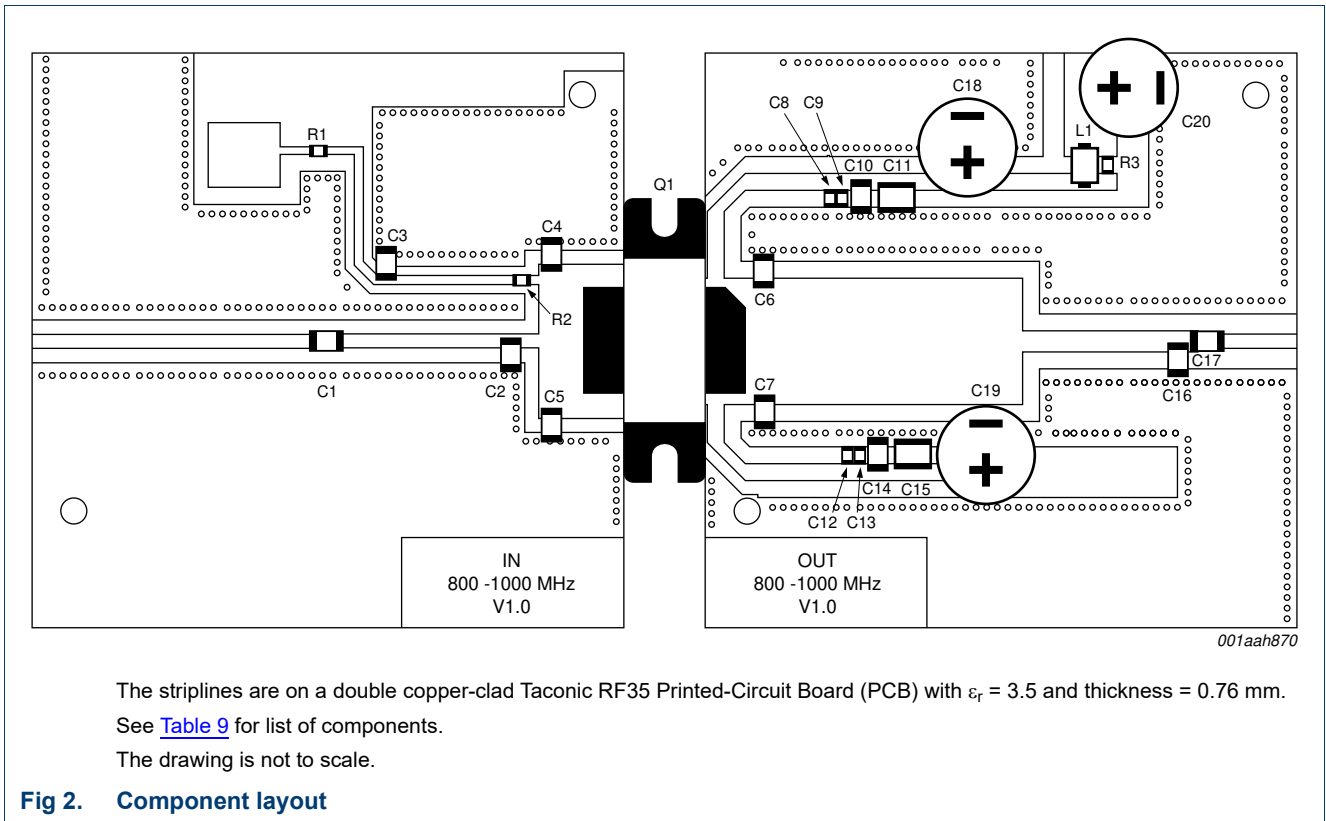 C18
C8 C9
C20
L1
R1
R3
C10 C11
Q1
C3
C4
C6
R2
C17
C1
C2
C16
C5
C7
C19
C14 C15
C12 C13
IN
800 -1000 MHz
V1.0
OUT
800 -1000 MHz
V1.0
001aah870
The striplines are on a double copper-clad Taconic RF35 Printed-Circuit Board (PCB) with εr = 3.5 and thickness = 0.76 mm.
See Table 9 for list of components.
The drawing is not to scale.
Fig 2. Component layout